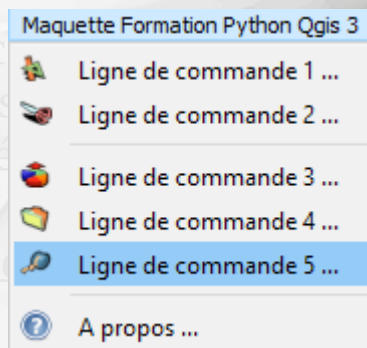 Maquette Formation Python Qgis 3
Ligne de commande 1 ...
Ligne de commande 2 ...
Ligne de commande 3 ...
Ligne de commande 4 ...
Ligne de commande 5 ...
A propos ...